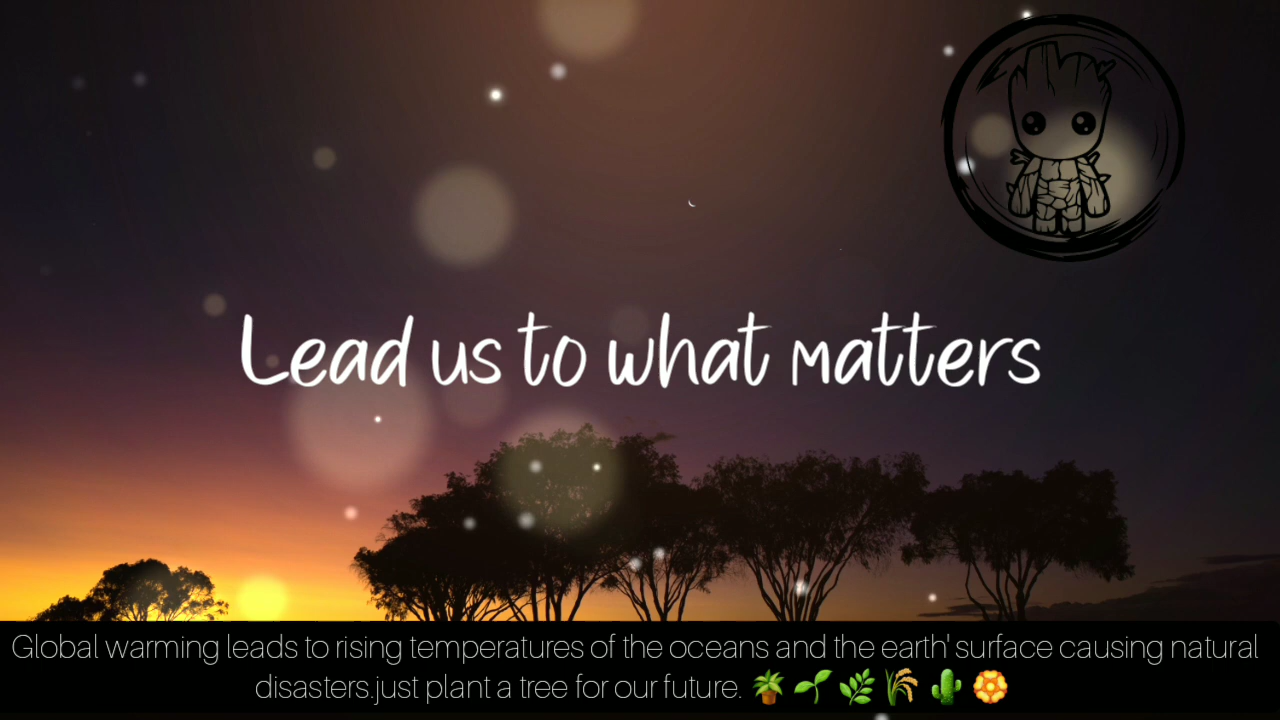 Lead us to what matters
Global warming leads to rising temperatures of the oceans and the earth' surface causing natural
disasters.just plant a tree for our future. 🪴 🌱 🌿 🌾 🌵 🏵️